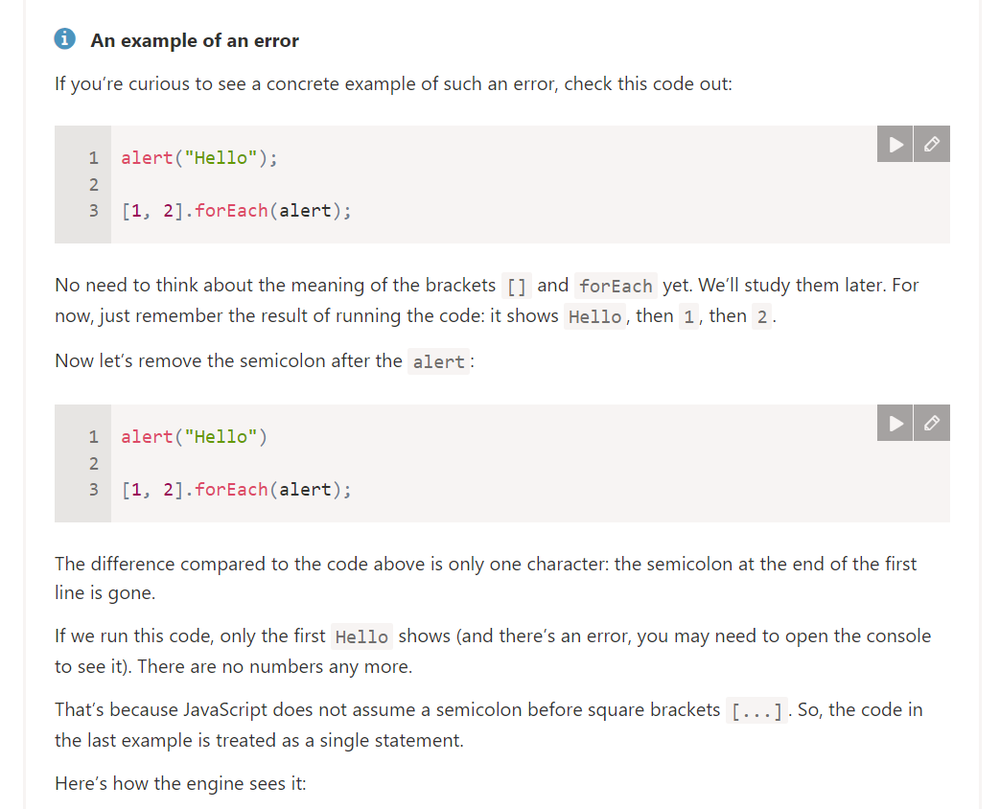 An example of an error
If you’re curious to see a concrete example of such an error, check this code out:
1 alert("Hello");
2
3 [1, 2].forEach(alert);
No need to think about the meaning of the brackets [] and forEach yet. We’ll study them later. For
now, just remember the result of running the code: it shows Hello, then 1, then 2.
Now let’s remove the semicolon after the alert:
1 alert("Hello")
2
3 [1, 2].forEach(alert);
The difference compared to the code above is only one character: the semicolon at the end of the first
line is gone.
If we run this code, only the first Hello shows (and there’s an error, you may need to open the console
to see it). There are no numbers any more.
That’s because JavaScript does not assume a semicolon before square brackets [...]. So, the code in
the last example is treated as a single statement.
Here’s how the engine sees it: